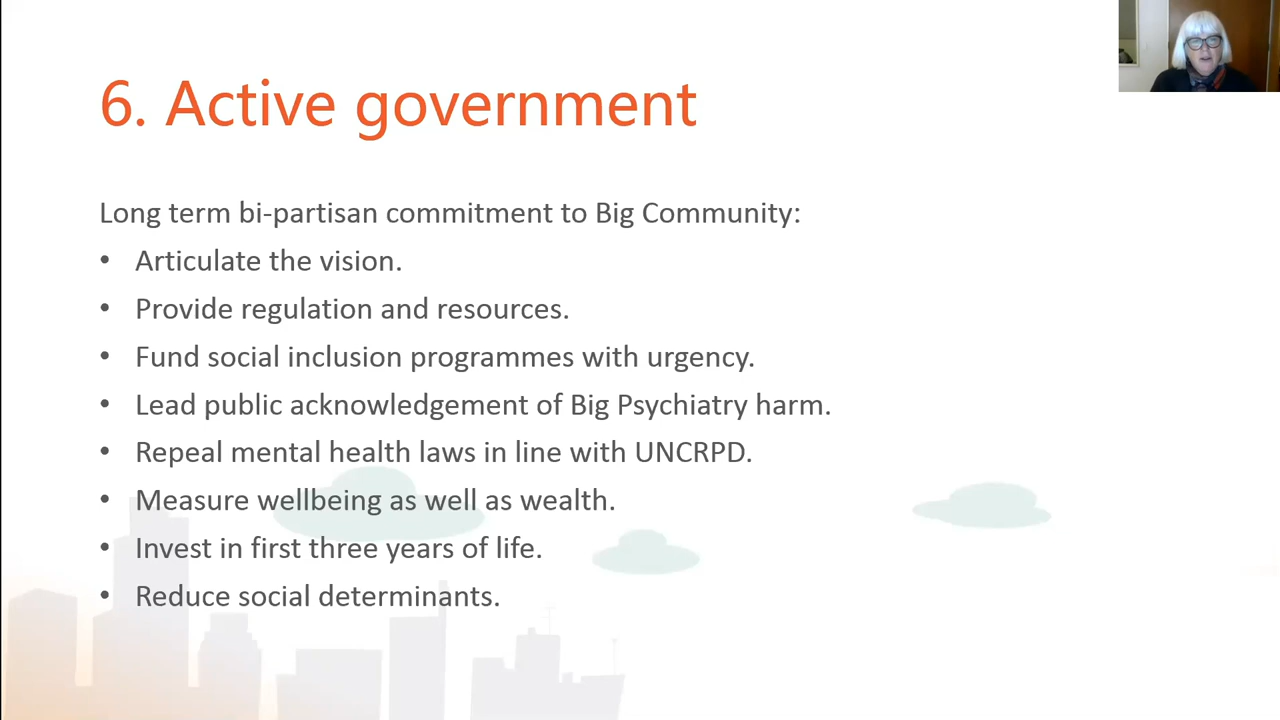 6. Active government
Long term bi-partisan commitment to Big Community:
• Articulate the vision.
• Provide regulation and resources.
• Fund social inclusion programmes with urgency.
• Lead public acknowledgement of Big Psychiatry harm.
• Repeal mental health laws in line with UNCRPD.
• Measure wellbeing as well as wealth.
• Invest in first three years of life.
• Reduce social determinants.